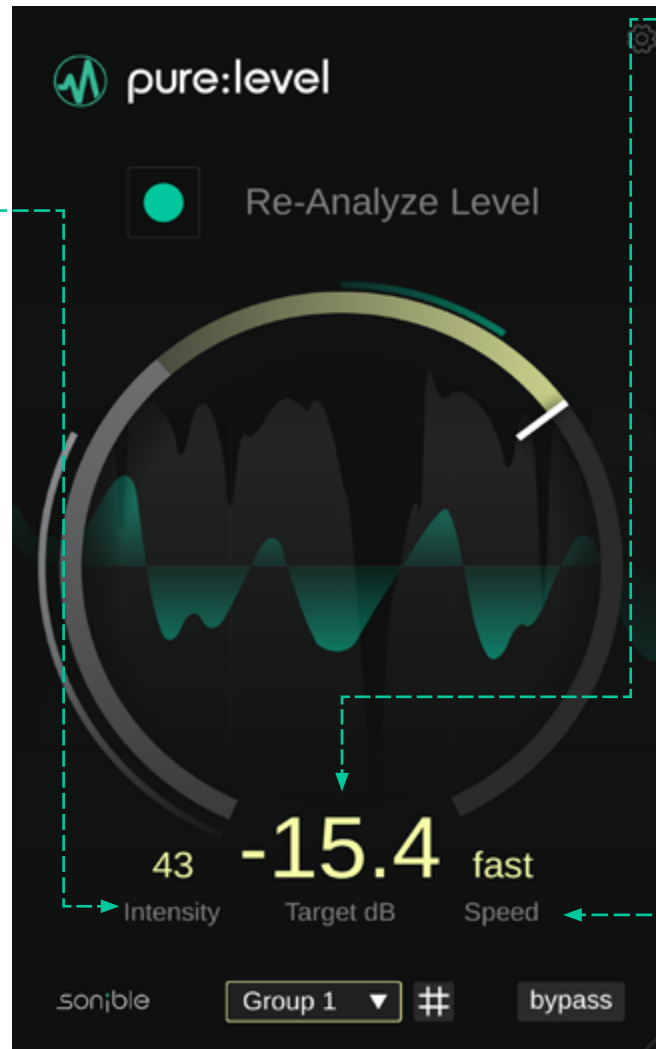 pure:level
Re-Analyze Level
43 -15.4 fast
Intensity Target dB Speed
sonible Group 1 # bypass